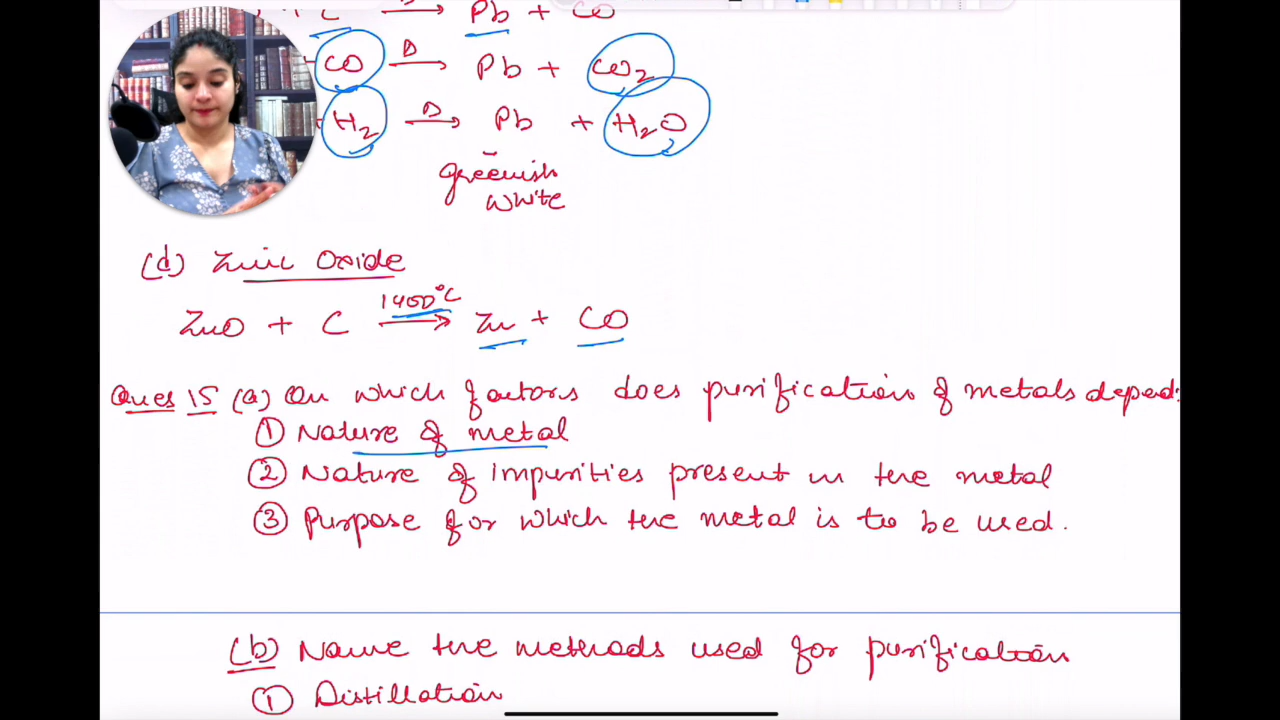 C → Pb + CO
CO Δ → Pb + CO2
H2 Δ → Pb + H2O
Greenish
White
(d) Zinc Oxide
ZnO + C 1400°C → Zn + CO
Ques 15 (a) On which factors does purification of metals depend:
① Nature of metal
② Nature of impurities present in the metal
③ Purpose for which the metal is to be used.
(b) Name the methods used for purification
① Distillation